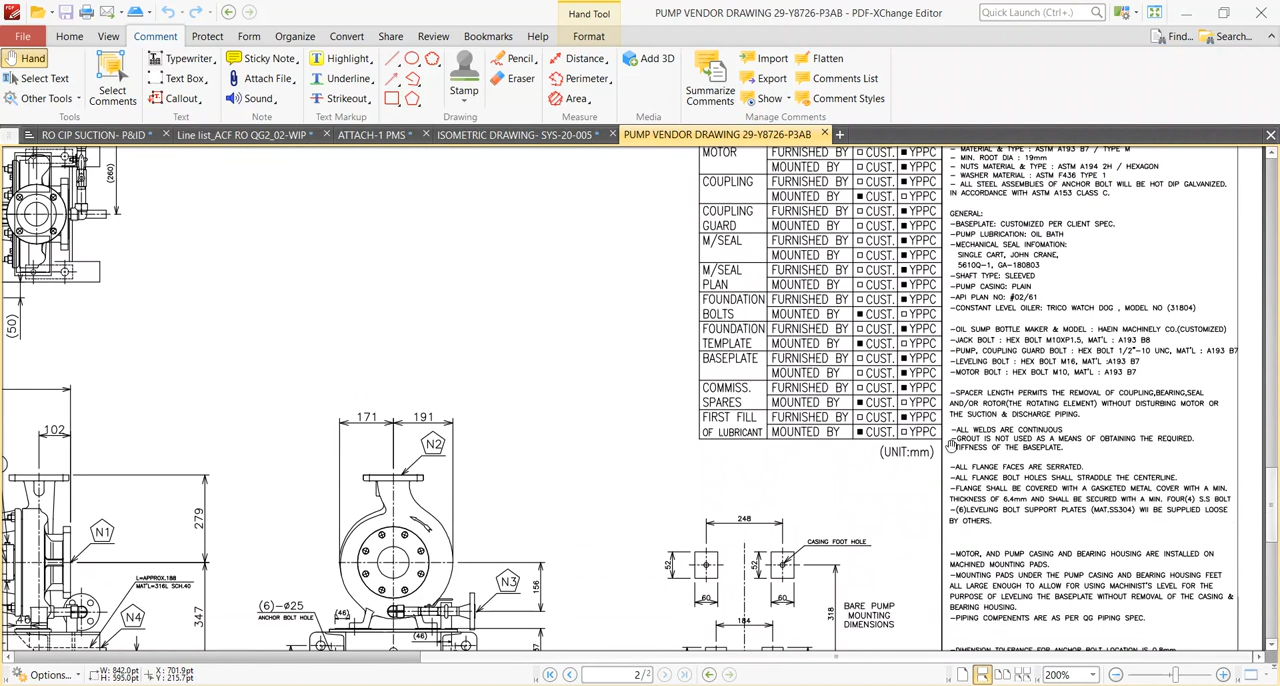 Hand Tool
PUMP VENDOR DRAWING 29-Y8726-P3AB - PDF-XChange Editor
Quick Launch (Ctrl+.)
File Home View Comment Protect Form Organize Convert Share Review Bookmarks Help Format Find... Search...
Hand
Select Text
Other Tools
Tools
Select Comments
Typewriter
Text Box
Callout
Text
Sticky Note
Attach File
Sound
Note
Highlight
Underline
Strikeout
Text Markup
Pencil
Eraser
Drawing
Stamp
Distance
Perimeter
Area
Measure
Add 3D
Media
Summarize Comments
Import
Export
Show
Flatten
Comments List
Comment Styles
Manage Comments
RO CIP SUCTION- P&ID *
Line list_ACF RO QG2_02-WIP *
ATTACH-1 PMS *
ISOMETRIC DRAWING- SYS-20-005 *
PUMP VENDOR DRAWING 29-Y8726-P3AB
MOTOR FURNISHED BY □ CUST. ■ YPPC
MOUNTED BY □ CUST. ■ YPPC
COUPLING FURNISHED BY □ CUST. ■ YPPC
MOUNTED BY ■ CUST. □ YPPC
COUPLING FURNISHED BY □ CUST. ■ YPPC
GUARD MOUNTED BY □ CUST. ■ YPPC
M/SEAL FURNISHED BY □ CUST. ■ YPPC
MOUNTED BY □ CUST. ■ YPPC
M/SEAL FURNISHED BY □ CUST. ■ YPPC
PLAN MOUNTED BY □ CUST. ■ YPPC
FOUNDATION FURNISHED BY □ CUST. ■ YPPC
BOLTS MOUNTED BY ■ CUST. □ YPPC
FOUNDATION FURNISHED BY □ CUST. ■ YPPC
TEMPLATE MOUNTED BY ■ CUST. □ YPPC
BASEPLATE FURNISHED BY □ CUST. ■ YPPC
MOUNTED BY □ CUST. ■ YPPC
COMMISS. FURNISHED BY □ CUST. ■ YPPC
SPARES MOUNTED BY ■ CUST. □ YPPC
FIRST FILL FURNISHED BY □ CUST. ■ YPPC
OF LUBRICANT MOUNTED BY ■ CUST. □ YPPC
(UNIT:mm)
- MATERIAL & TYPE : ASTM A193 B7 / TYPE M
- MIN. ROOT DIA : 19mm
- NUTS MATERIAL & TYPE : ASTM A194 2H / HEXAGON
- WASHER MATERIAL : ASTM F436 TYPE 1
- ALL STEEL ASSEMBLIES OF ANCHOR BOLT WILL BE HOT DIP GALVANIZED.
IN ACCORDANCE WITH ASTM A153 CLASS C.
GENERAL:
-BASEPLATE: CUSTOMIZED PER CLIENT SPEC.
-PUMP LUBRICATION: OIL BATH
-MECHANICAL SEAL INFOMATION:
SINGLE CART, JOHN CRANE,
5610Q-1, GA-180803
-SHAFT TYPE: SLEEVED
-PUMP CASING: PLAIN
-API PLAN NO: #02/61
-CONSTANT LEVEL OILER: TRICO WATCH DOG , MODEL NO (31804)
-OIL SUMP BOTTLE MAKER & MODEL : HAEIN MACHINELY CO.(CUSTOMIZED)
-JACK BOLT : HEX BOLT M10XP1.5, MAT'L : A193 B8
-PUMP, COUPLING GUARD BOLT : HEX BOLT 1/2"-10 UNC, MAT'L : A193 B7
-LEVELING BOLT : HEX BOLT M16, MAT'L :A193 B7
-MOTOR BOLT : HEX BOLT M10, MAT'L : A193 B7
-SPACER LENGTH PERMITS THE REMOVAL OF COUPLING,BEARING,SEAL
AND/OR ROTOR(THE ROTATING ELEMENT) WITHOUT DISTURBING MOTOR OR
THE SUCTION & DISCHARGE PIPING.
-ALL WELDS ARE CONTINUOUS
-GROUT IS NOT USED AS A MEANS OF OBTAINING THE REQUIRED.
TIFFNESS OF THE BASEPLATE.
-ALL FLANGE FACES ARE SERRATED.
-ALL FLANGE BOLT HOLES SHALL STRADDLE THE CENTERLINE.
-FLANGE SHALL BE COVERED WITH A GASKETED METAL COVER WITH A MIN.
THICKNESS OF 6.4mm AND SHALL BE SECURED WITH A MIN. FOUR(4) S.S BOLT
-(6)LEVELING BOLT SUPPORT PLATES (MAT.SS304) WII BE SUPPLIED LOOSE
BY OTHERS.
-MOTOR, AND PUMP CASING AND BEARING HOUSING ARE INSTALLED ON
MACHINED MOUNTING PADS.
-MOUNTING PADS UNDER THE PUMP CASING AND BEARING HOUSING FEET
ALL LARGE ENOUGH TO ALLOW FOR USING MACHINIST'S LEVEL FOR THE
PURPOSE OF LEVELING THE BASEPLATE WITHOUT REMOVAL OF THE CASING &
BEARING HOUSING.
-PIPING COMPONENTS ARE AS PER QG PIPING SPEC.
-DIMENSION TOLERANCE FOR ANCHOR BOLT LOCATION IS 0.8mm
(260)
(50)
102
N1
279
347
L=APPROX.188
MAT'L=316L SCH.40
N4
46
171 191
N2
N3
156
(6)-ø25
ANCHOR BOLT HOLE
(46)
(46)
248
CASING FOOT HOLE
52
52
60 60
184
318
BARE PUMP
MOUNTING
DIMENSIONS
Options...
W: 842.0 mm
H: 595.0 mm
X: 701.9 mm
Y: 215.7 mm
2/2
200%